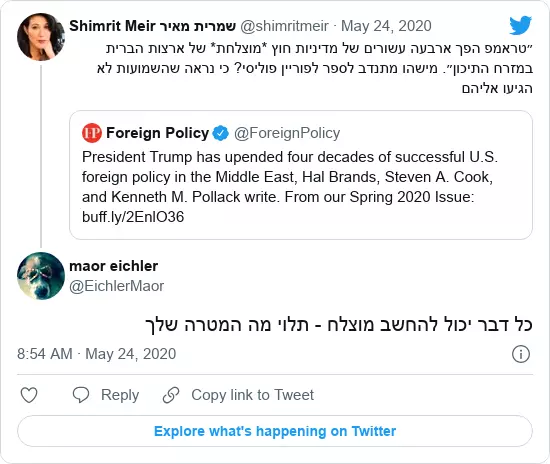 Shimrit Meir שמרית מאיר @shimritmeir · May 24, 2020
״טראמפ הפך ארבעה עשורים של מדיניות חוץ *מוצלחת* של ארצות הברית
במזרח התיכון״. מישהו מתנדב לספר לפוריין פוליסי? כי נראה שהשמועות לא
הגיעו אליהם
FP Foreign Policy @ForeignPolicy
President Trump has upended four decades of successful U.S.
foreign policy in the Middle East, Hal Brands, Steven A. Cook,
and Kenneth M. Pollack write. From our Spring 2020 Issue:
buff.ly/2EnlO36
maor eichler
@EichlerMaor
כל דבר יכול להחשב מוצלח - תלוי מה המטרה שלך
8:54 AM · May 24, 2020
Reply
Copy link to Tweet
Explore what's happening on Twitter